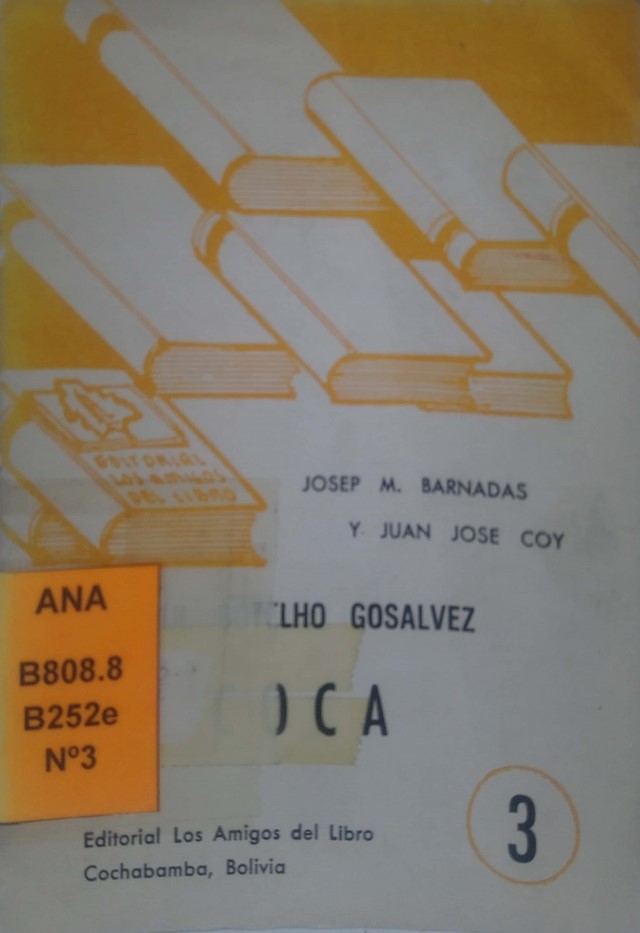 EDITORIAL
LOS AMIGOS
DEL LIBRO
JOSEP M. BARNADAS
Y JUAN JOSE COY
ANA
B808.8
B252e
Nº3
LHO GOSALVEZ
OCA
3
Editorial Los Amigos del Libro
Cochabamba, Bolivia